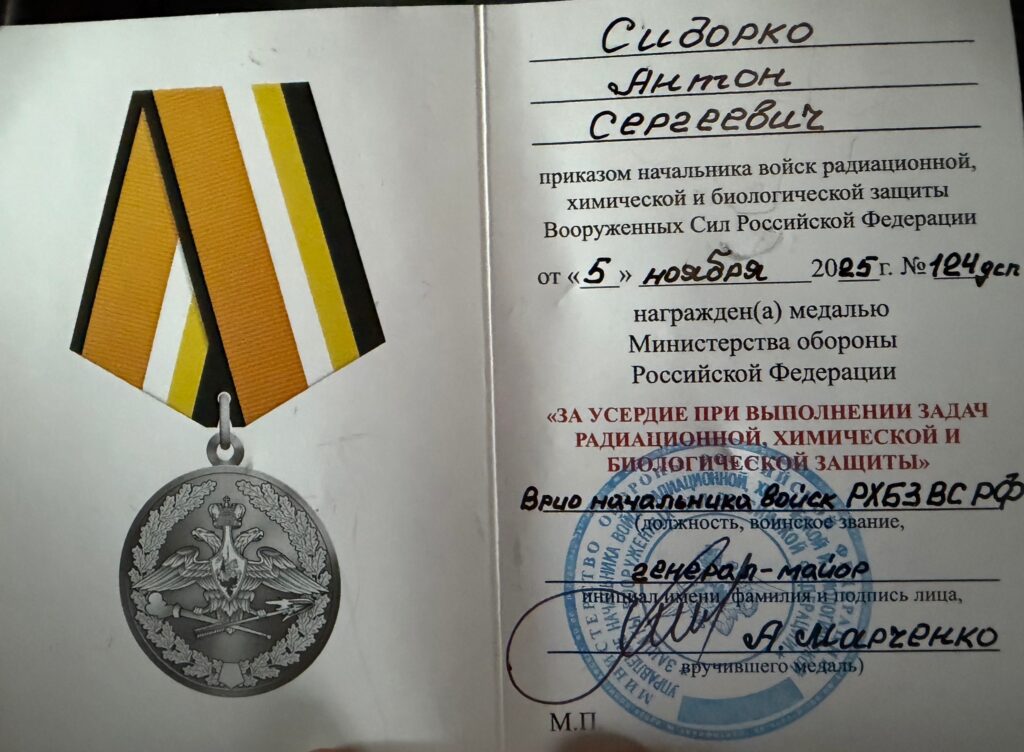 Сидорко
Антон
Сергеевич
приказом начальника войск радиационной,
химической и биологической защиты
Вооруженных Сил Российской Федерации
от «5» ноября 2025г. №124дсп
награжден(а) медалью
Министерства обороны
Российской Федерации
«ЗА УСЕРДИЕ ПРИ ВЫПОЛНЕНИИ ЗАДАЧ
РАДИАЦИОННОЙ, ХИМИЧЕСКОЙ И
БИОЛОГИЧЕСКОЙ ЗАЩИТЫ»
Врио начальника войск РХБЗ ВС РФ
(должность, воинское звание,
генерал-майор
инициал имени, фамилия и подпись лица,
А. Марченко
вручившего медаль)
М.П